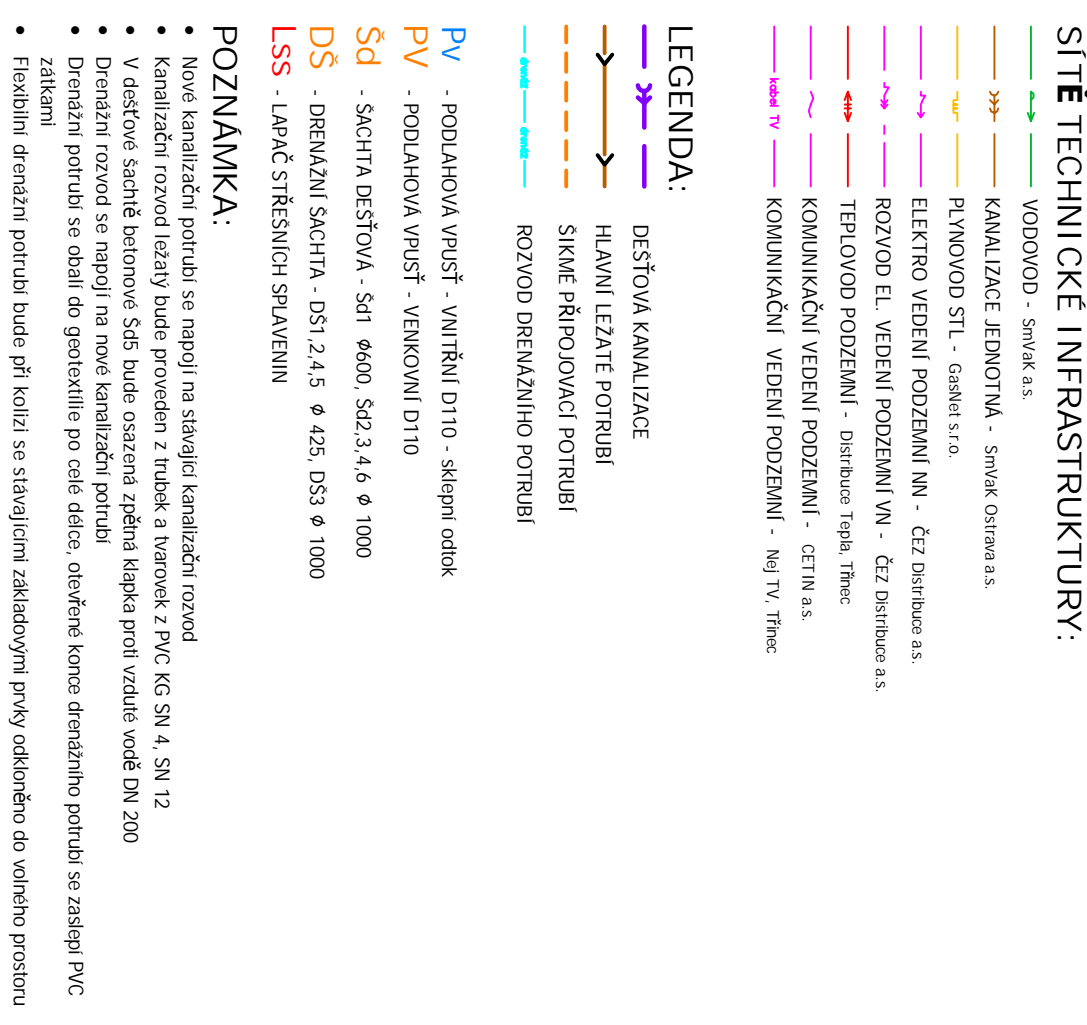 SÍTĚ TECHNICKÉ INFRASTRUKTURY:
VODOVOD - SmVaK a.s.
KANALIZACE JEDNOTNÁ - SmVaK Ostrava a.s.
PLYNOVOD STL - GasNet s.r.o.
ELEKTRO VEDENÍ PODZEMNÍ NN - ČEZ Distribuce a.s.
ROZVOD EL. VEDENÍ PODZEMNÍ VN - ČEZ Distribuce a.s.
TEPLOVOD PODZEMNÍ - Distribuce Tepla, Třinec
KOMUNIKAČNÍ VEDENÍ PODZEMNÍ - CETIN a.s.
kabel TV KOMUNIKAČNÍ VEDENÍ PODZEMNÍ - Nej TV, Třinec
LEGENDA:
DEŠŤOVÁ KANALIZACE
HLAVNÍ LEŽATÉ POTRUBÍ
ŠIKMÉ PŘIPOJOVACÍ POTRUBÍ
drenáž drenáž ROZVOD DRENÁŽNÍHO POTRUBÍ
Pv - PODLAHOVÁ VPUSŤ - VNITŘNÍ D110 - sklepní odtok
PV - PODLAHOVÁ VPUSŤ - VENKOVNÍ D110
Šd - ŠACHTA DEŠŤOVÁ - Šd1 ϕ600, Šd2,3,4,6 ϕ 1000
DŠ - DRENÁŽNÍ ŠACHTA - DŠ1,2,4,5 ϕ 425, DŠ3 ϕ 1000
Lss - LAPAČ STŘEŠNÍCH SPLAVENIN
POZNÁMKA:
• Nové kanalizační potrubí se napojí na stávající kanalizační rozvod
• Kanalizační rozvod ležatý bude proveden z trubek a tvarovek z PVC KG SN 4, SN 12
• V dešťové šachtě betonové Šd5 bude osazená zpětná klapka proti vzduté vodě DN 200
• Drenážní rozvod se napojí na nové kanalizační potrubí
• Drenážní potrubí se obalí do geotextílie po celé délce, otevřené konce drenážního potrubí se zaslepí PVC
zátkami
• Flexibilní drenážní potrubí bude při kolizi se stávajícími základovými prvky odkloněno do volného prostoru